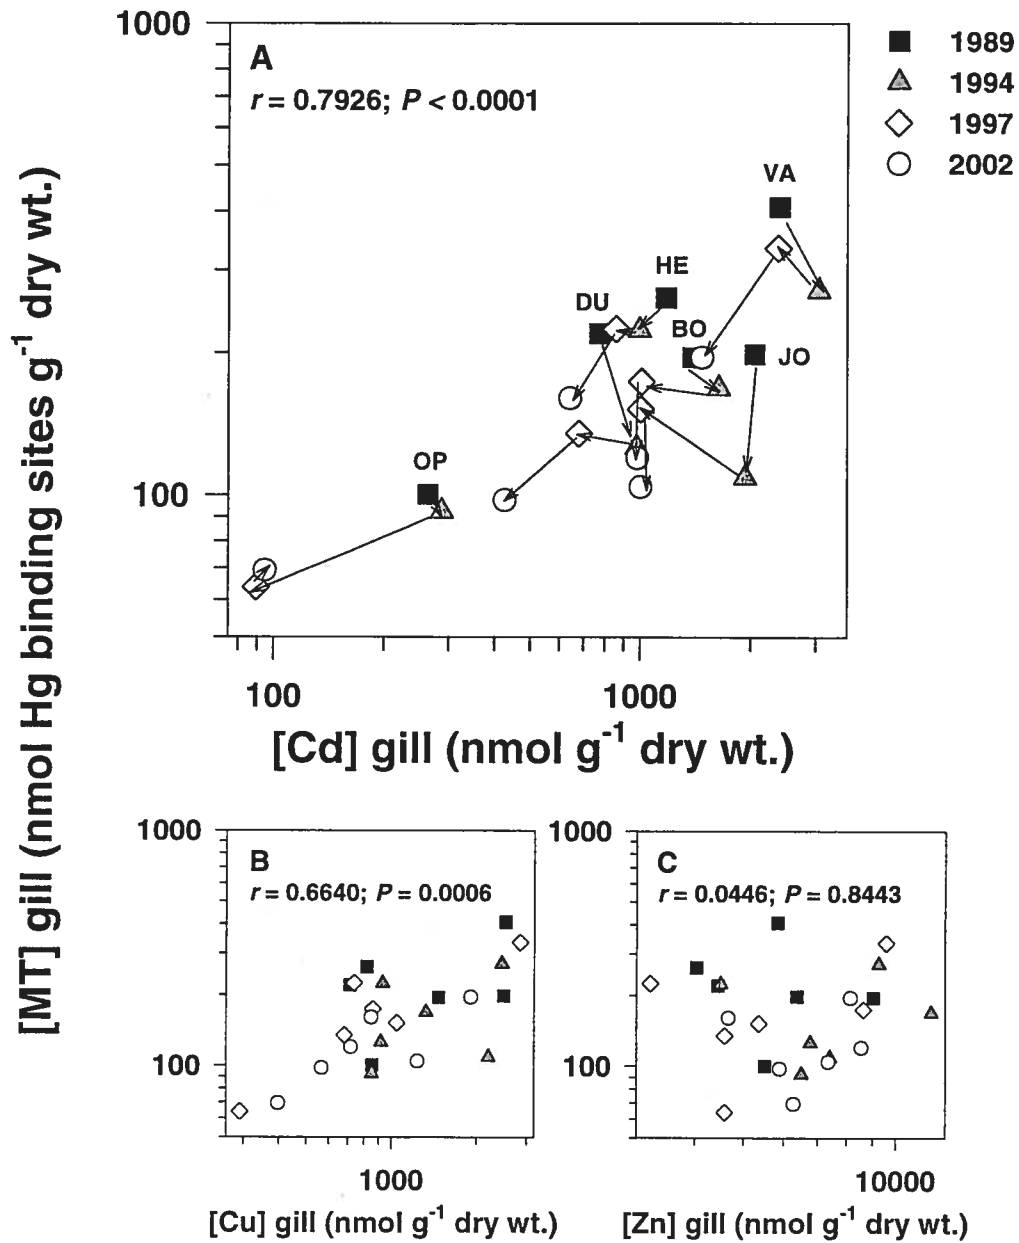 1000
A
r = 0.7926; P < 0.0001
1989
1994
1997
2002
VA
HE
DU
BO
JO
OP
100
100
1000
[Cd] gill (nmol g-1 dry wt.)
[MT] gill (nmol Hg binding sites g-1 dry wt.)
1000
B
r = 0.6640; P = 0.0006
100
1000
[Cu] gill (nmol g-1 dry wt.)
1000
C
r = 0.0446; P = 0.8443
100
10000
[Zn] gill (nmol g-1 dry wt.)